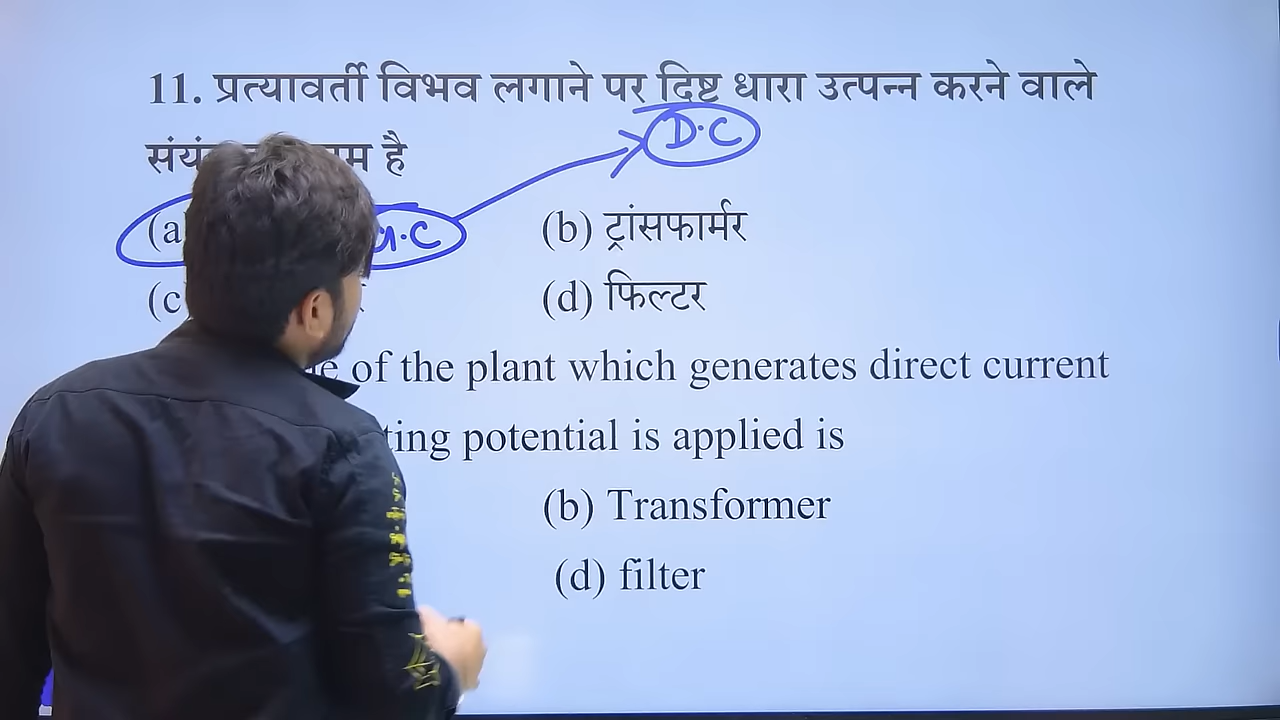 11. प्रत्यावर्ती विभव लगाने पर दिष्ट धारा उत्पन्न करने वाले
है
D.C
(a
.C
(b) ट्रांसफार्मर
(c
(d) फिल्टर
of the plant which generates direct current
potential is applied is
(b) Transformer
(d) filter